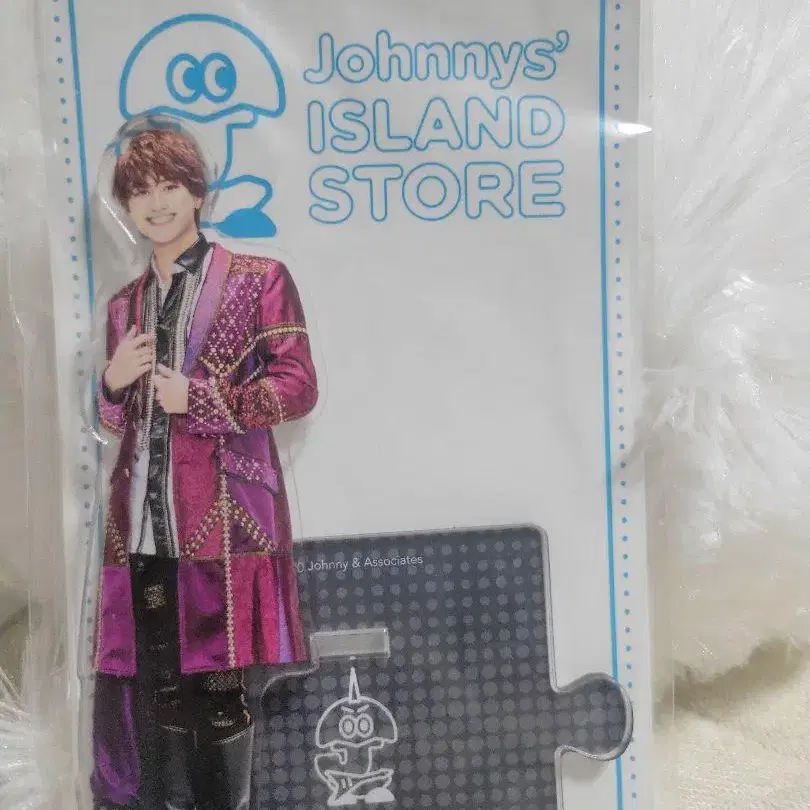 Johnnys'
ISLAND
STORE
Johnny & Associates